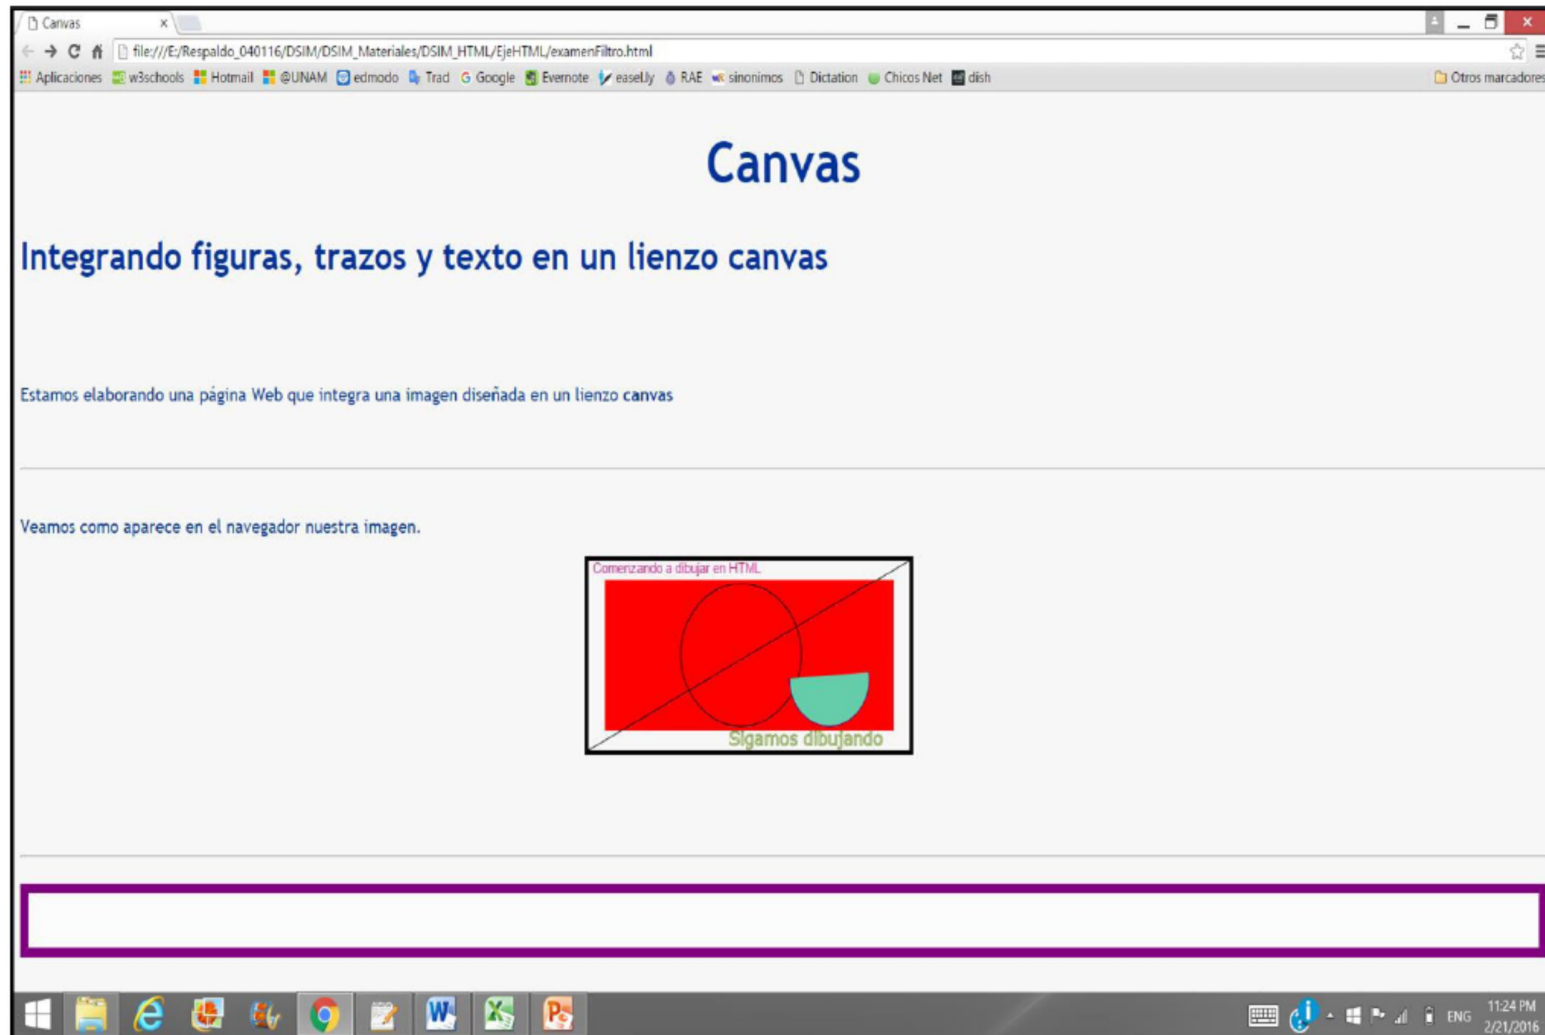 Canvas
file:///E:/Respaldo_040116/DSIM/DSIM_Materiales/DSIM_HTML/EjeHTML/examenFiltro.html
Aplicaciones w3schools Hotmail @UNAM edmodo Trad Google Evernote easel.ly RAE sinonimos Dictation Chicos Net dish Otros marcadores
Canvas
Integrando figuras, trazos y texto en un lienzo canvas
Estamos elaborando una página Web que integra una imagen diseñada en un lienzo canvas
Veamos como aparece en el navegador nuestra imagen.
Comenzando a dibujar en HTML
Sigamos dibujando
ENG
11:24 PM
2/21/2016